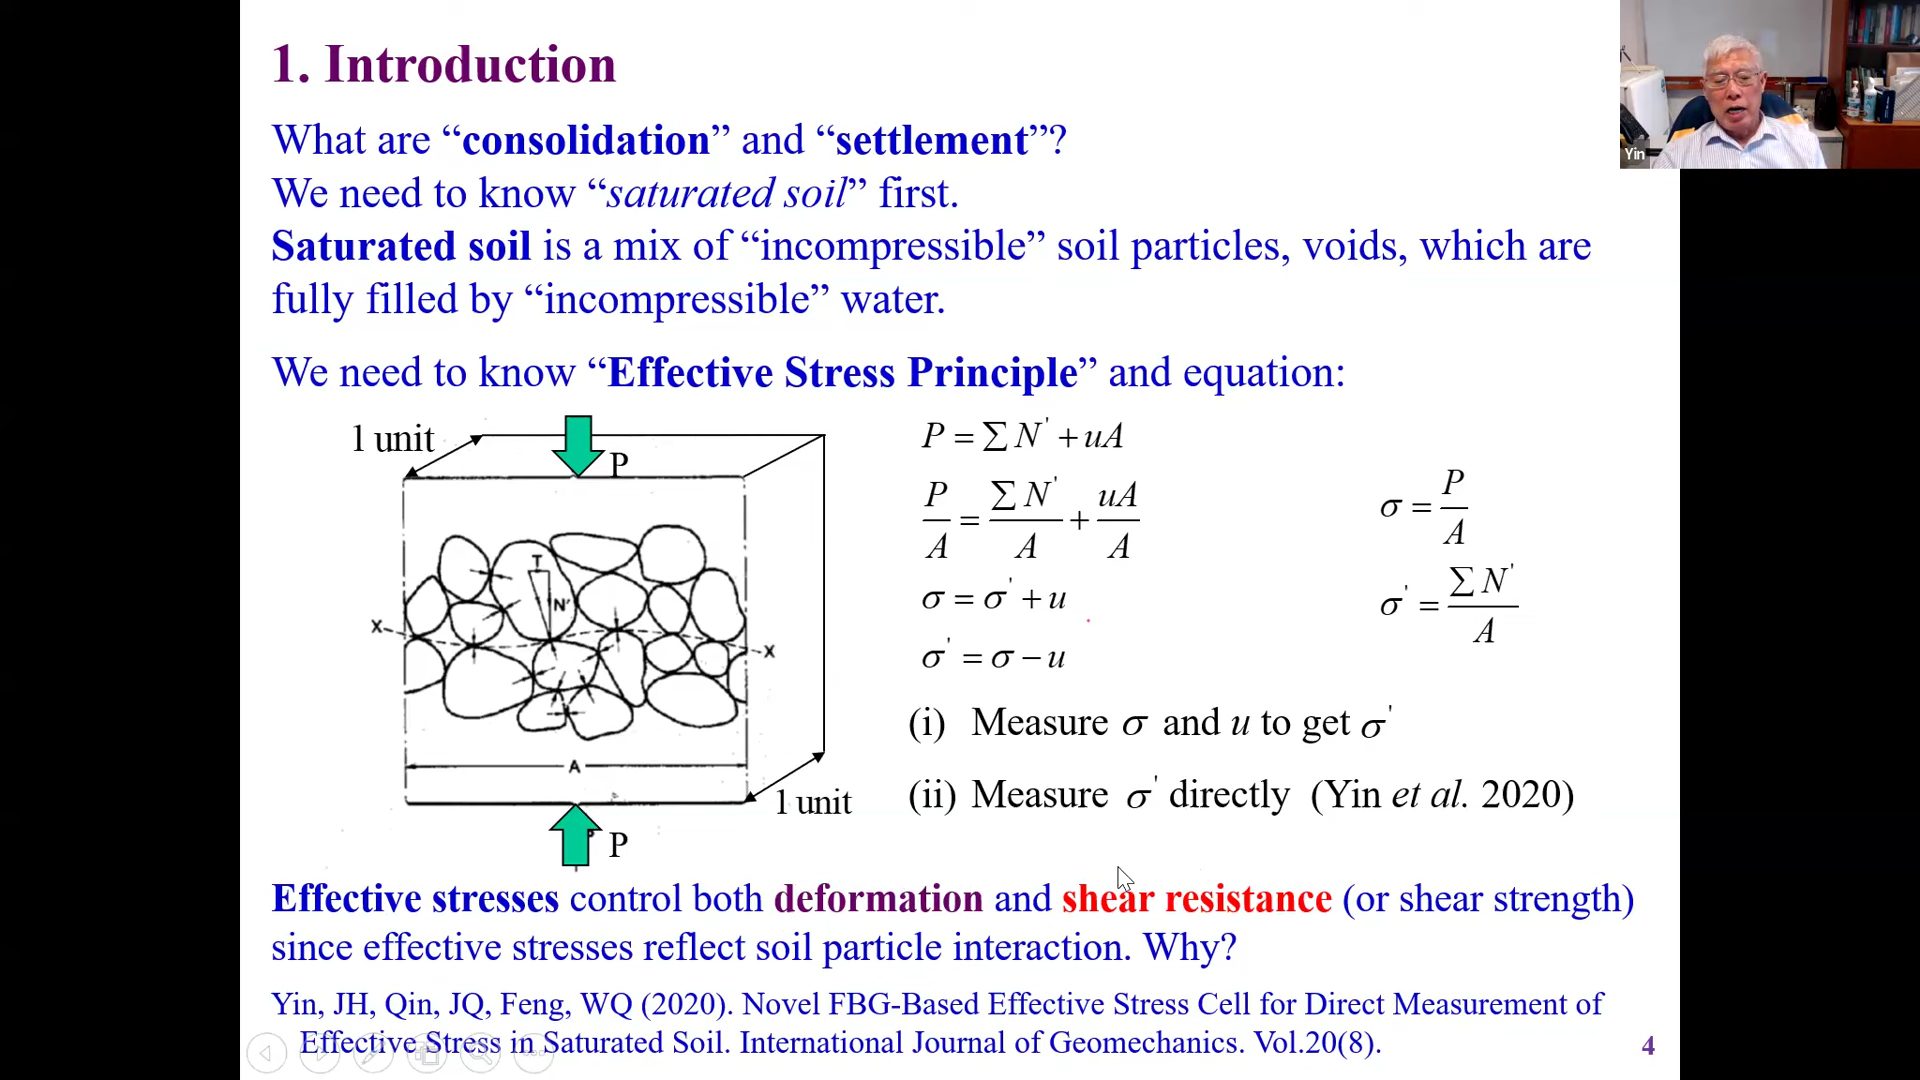 1. Introduction
Yin
What are “consolidation” and “settlement”?
We need to know “saturated soil” first.
Saturated soil is a mix of “incompressible” soil particles, voids, which are
fully filled by “incompressible” water.
We need to know “Effective Stress Principle” and equation:
1 unit
P
T
N'
X
X
A
1 unit
P
P = ∑ N' + uA
P/A = ∑ N'/A + uA/A
σ = σ' + u
σ' = σ − u
σ = P/A
σ' = ∑ N'/A
(i) Measure σ and u to get σ'
(ii) Measure σ' directly (Yin et al. 2020)
Effective stresses control both deformation and shear resistance (or shear strength)
since effective stresses reflect soil particle interaction. Why?
Yin, JH, Qin, JQ, Feng, WQ (2020). Novel FBG-Based Effective Stress Cell for Direct Measurement of
Effective Stress in Saturated Soil. International Journal of Geomechanics. Vol.20(8).
4